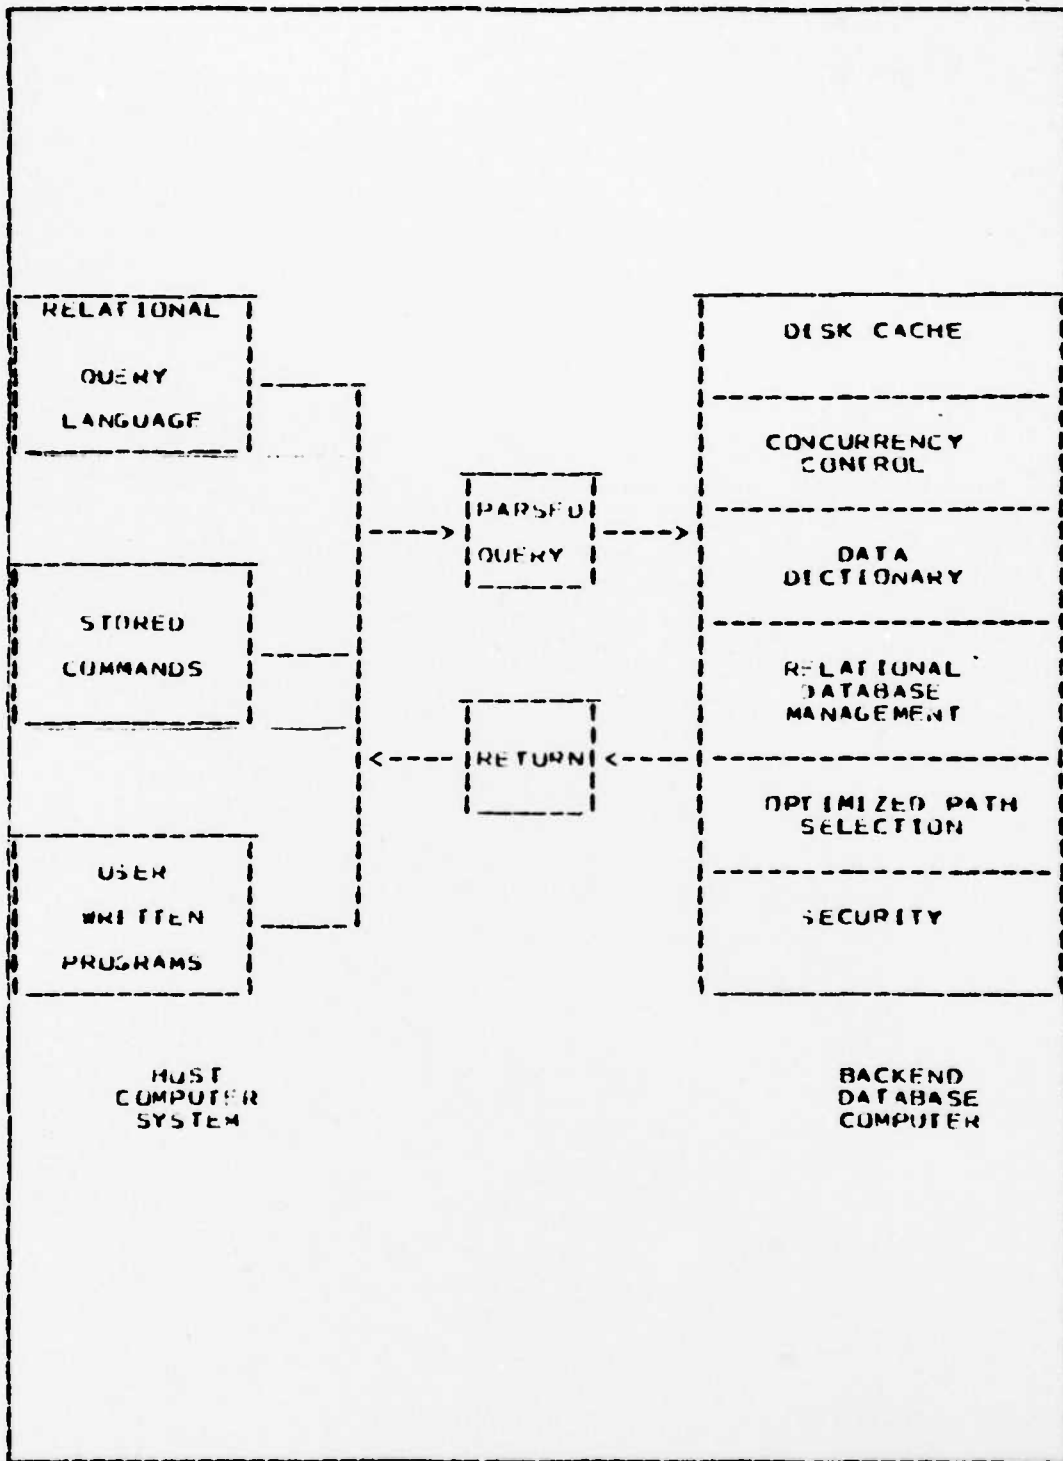 RELATIONAL
QUERY
LANGUAGE
STORED
COMMANDS
USER
WRITTEN
PROGRAMS
HOST
COMPUTER
SYSTEM
PARSED
QUERY
RETURN
DISK CACHE
CONCURRENCY
CONTROL
DATA
DICTIONARY
RELATIONAL
DATABASE
MANAGEMENT
OPTIMIZED PATH
SELECTION
SECURITY
BACKEND
DATABASE
COMPUTER